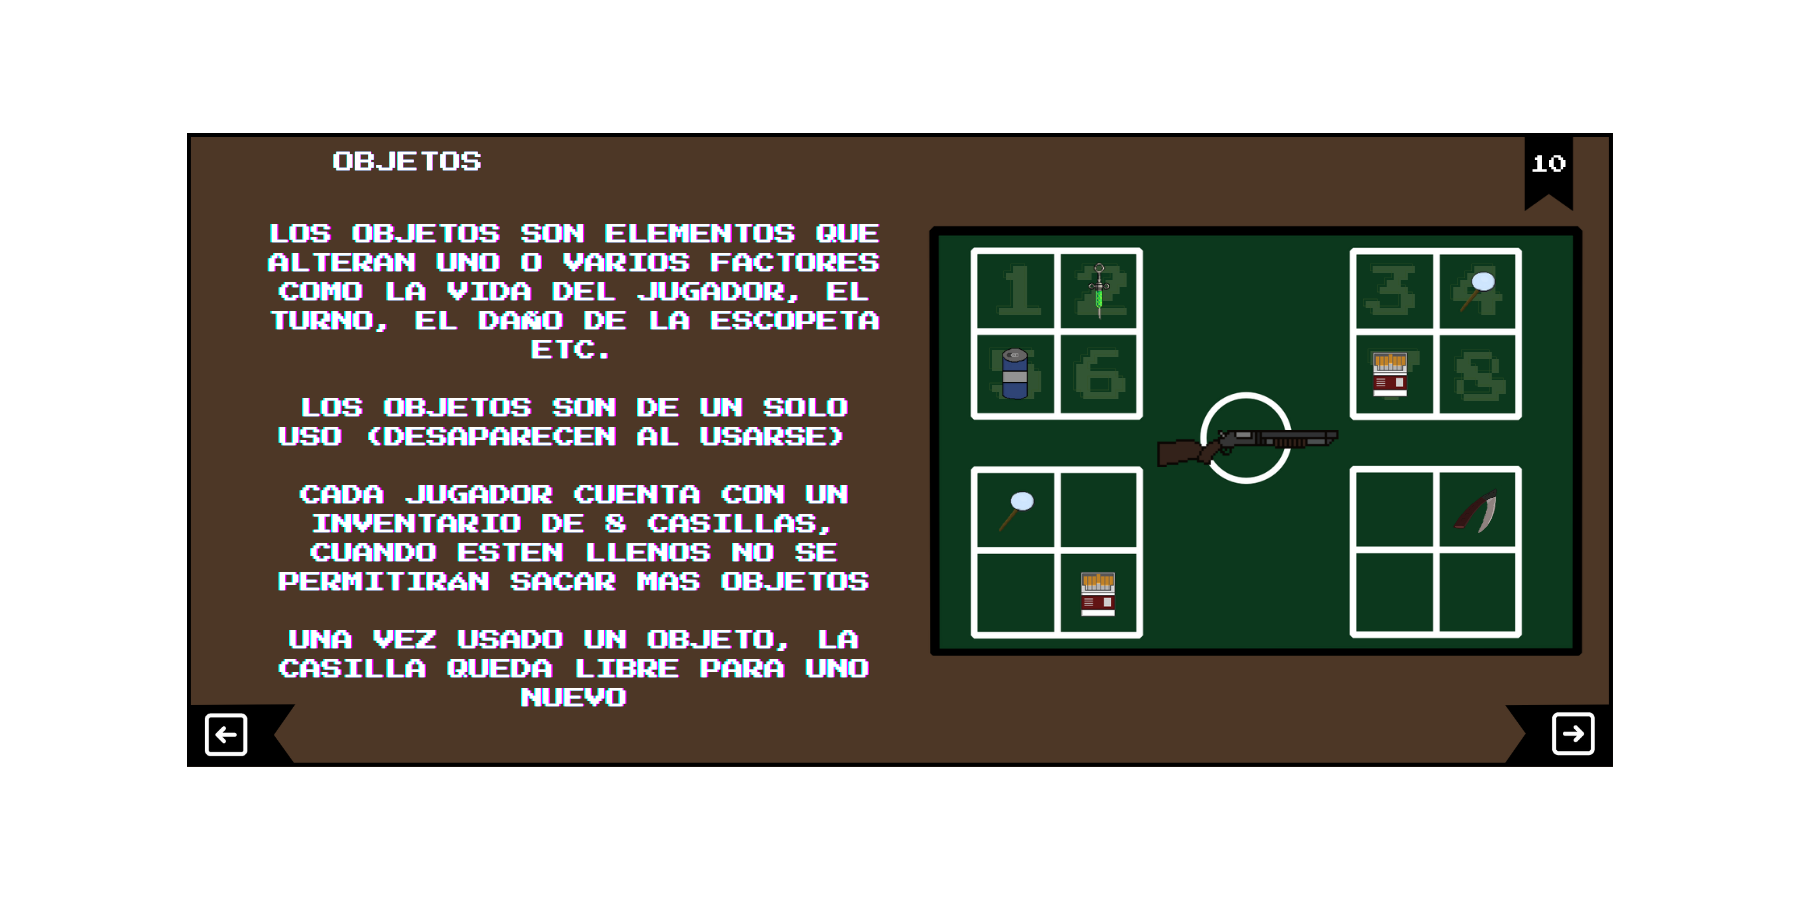 OBJETOS
10
LOS OBJETOS SON ELEMENTOS QUE
ALTERAN UNO O VARIOS FACTORES
COMO LA VIDA DEL JUGADOR, EL
TURNO, EL DAÑO DE LA ESCOPETA
ETC.
LOS OBJETOS SON DE UN SOLO
USO (DESAPARECEN AL USARSE)
CADA JUGADOR CUENTA CON UN
INVENTARIO DE 8 CASILLAS,
CUANDO ESTEN LLENOS NO SE
PERMITIRáN SACAR MAS OBJETOS
UNA VEZ USADO UN OBJETO, LA
CASILLA QUEDA LIBRE PARA UNO
NUEVO
1 2 3 4
6 8